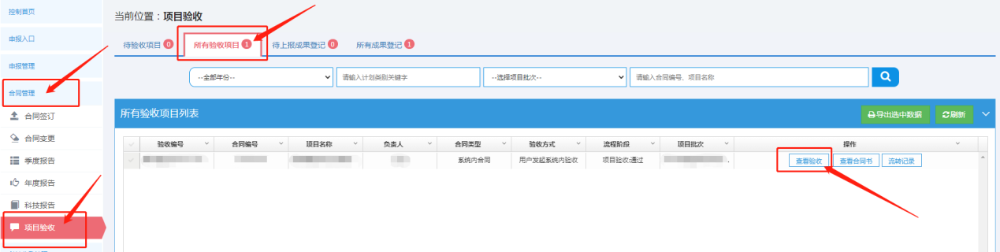 控制首页
申报入口
申报管理
合同管理
合同签订
合同变更
季度报告
年度报告
科技报告
项目验收
当前位置：项目验收
待验收项目 0 所有验收项目 1 待上报成果登记 0 所有成果登记 1
--全部年份-- 请输入计划类别关键字 --选择项目批次-- 请输入合同编号、项目名称
所有验收项目列表 导出选中数据 刷新
验收编号 合同编号 项目名称 负责人 合同类型 验收方式 流程阶段 项目批次 操作
系统内合同 用户发起系统内验收 项目验收:通过 查看验收 查看合同书 流转记录